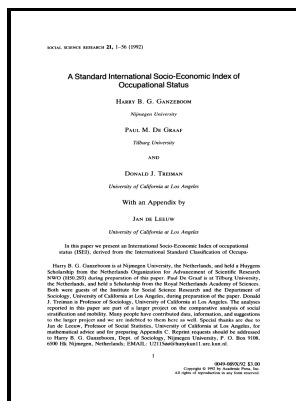 SOCIAL SCIENCE RESEARCH 21, 1–56 (1992)
A Standard International Socio-Economic Index of
Occupational Status
HARRY B. G. GANZEBOOM
Nijmegen University
PAUL M. DE GRAAF
Tilburg University
AND
DONALD J. TREIMAN
University of California at Los Angeles
With an Appendix by
JAN DE LEEUW
University of California at Los Angeles
In this paper we present an International Socio-Economic Index of occupational
status (ISEI), derived from the International Standard Classification of Occupa-
Harry B. G. Ganzeboom is at Nijmegen University, the Netherlands, and held a Huygens
Scholarship from the Netherlands Organization for Advancement of Scientific Research
NWO (H50.293) during preparation of this paper. Paul M. de Graaf is at Tilburg University,
the Netherlands, and held a Scholarship from the Royal Netherlands Academy of Sciences.
Both were guests of the Institute for Social Science Research and the Department of
Sociology, University of California at Los Angeles, during preparation of the paper. Donald
J. Treiman is Professor of Sociology, University of California at Los Angeles. The analyses
reported in this paper are part of a larger project on the comparative analysis of social
stratification and mobility. Many people have contributed data, information, and suggestions
to the larger project and we are indebted to them here as well. Special thanks are due to
Jan de Leeuw, Professor of Social Statistics, University of California at Los Angeles, for
mathematical advice and for preparing Appendix C. Reprint requests should be addressed
to Harry B. G. Ganzeboom, Dept. of Sociology, Nijmegen University, P. O. Box 9108,
6500 Hk Nijmegen, Netherlands; EMAIL:
1
0049-089X/92 $3.00
Copyright © 1992 by Academic Press, Inc.
All rights of reproduction in any form reserved.